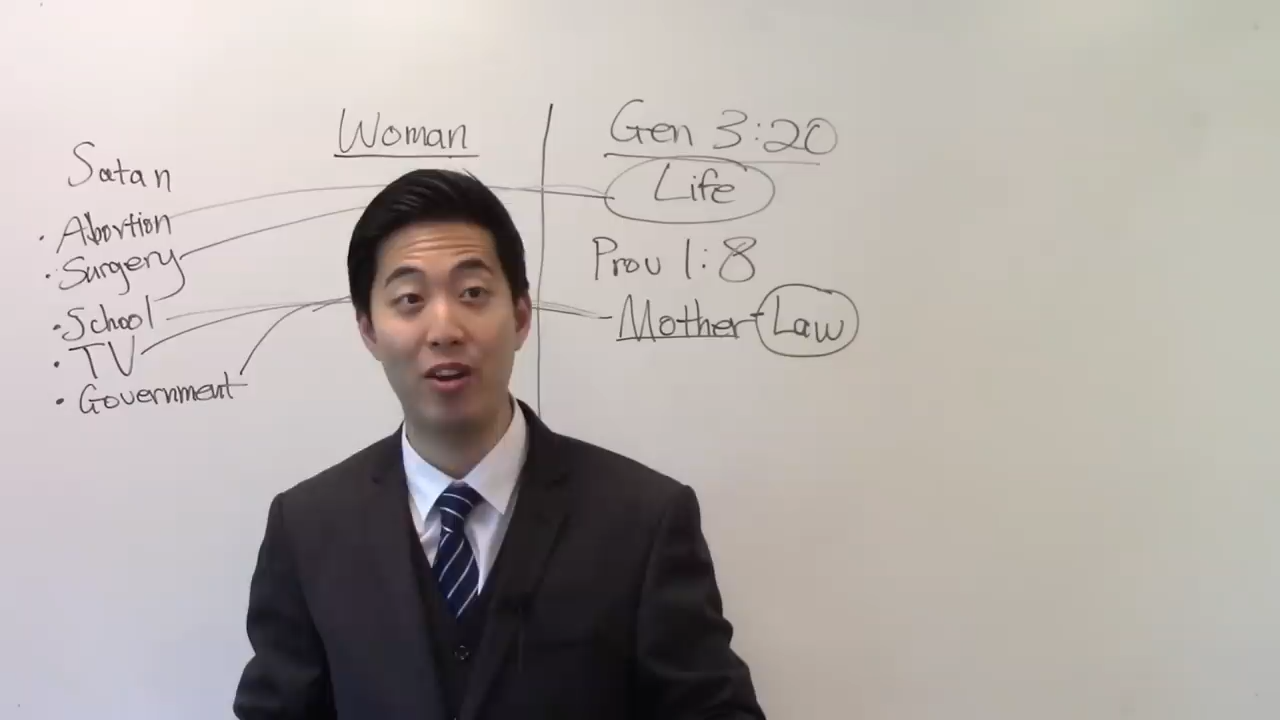 Woman
Satan
· Abortion
· Surgery
· School
· TV
· Government
Gen 3:20
Life
Prov 1:8
Mother-Law